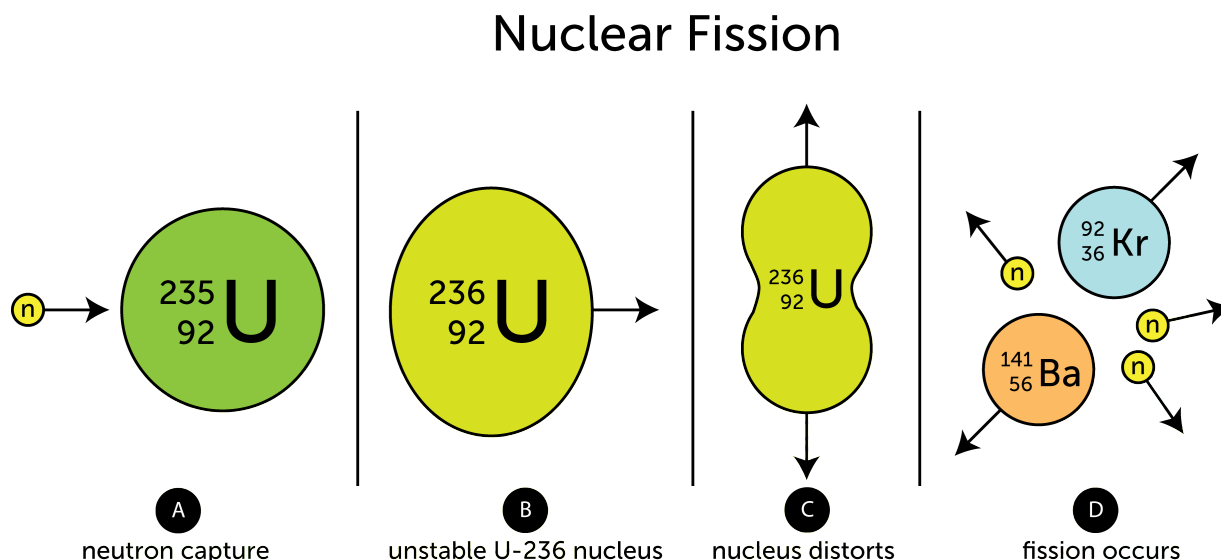 Nuclear Fission
n
235
92
U
236
92
U
236
92
U
n
92
36
Kr
n
141
56
Ba
n
A
B
C
D
neutron capture
unstable U-236 nucleus
nucleus distorts
fission occurs